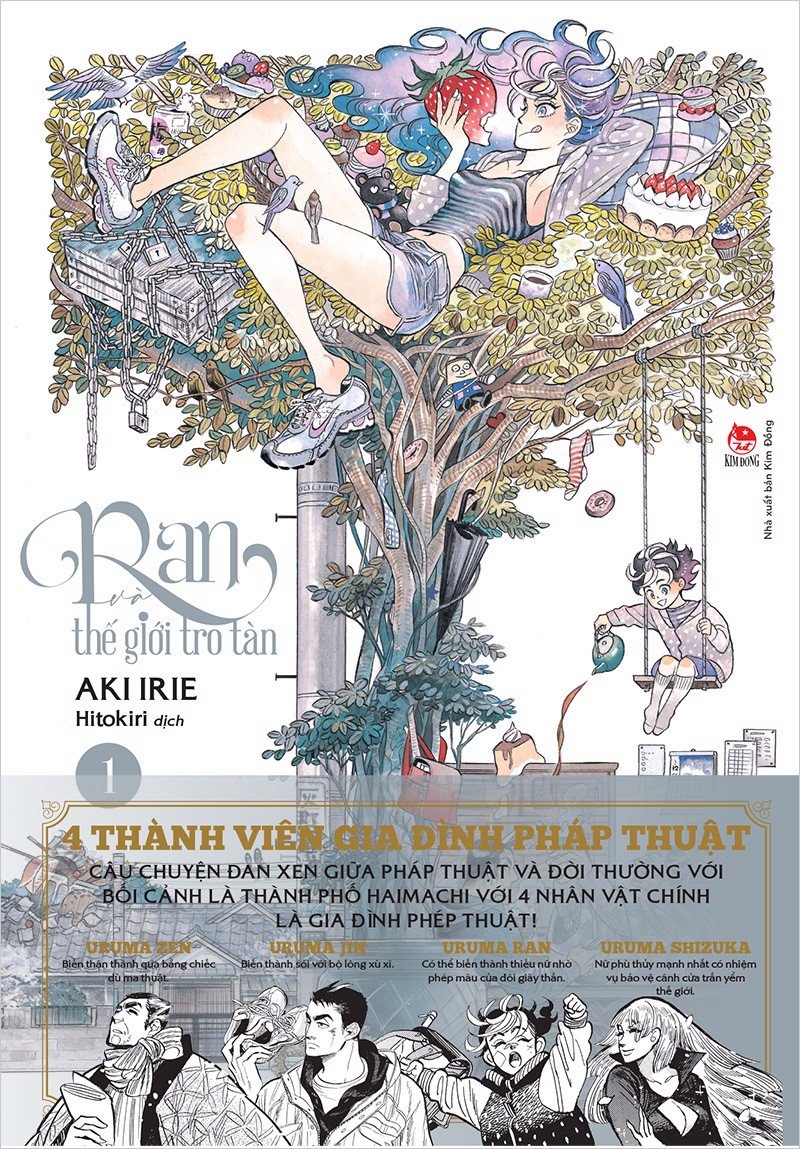 KIM ĐỒNG
Nhà xuất bản Kim Đồng
Ran
và
thế giới tro tàn
AKI IRIE
Hitokiri dịch
1
4 THÀNH VIÊN GIA ĐÌNH PHÁP THUẬT
CÂU CHUYỆN ĐAN XEN GIỮA PHÁP THUẬT VÀ ĐỜI THƯỜNG VỚI
BỐI CẢNH LÀ THÀNH PHỐ HAIMACHI VỚI 4 NHÂN VẬT CHÍNH
LÀ GIA ĐÌNH PHÉP THUẬT!
URUMA ZEN
Biến thân thành quạ bằng chiếc
dù ma thuật.
URUMA JIN
Biến thành sói với bộ lông xù xì.
URUMA RAN
Có thể biến thành thiếu nữ nhờ
phép màu của đôi giày thần.
URUMA SHIZUKA
Nữ phù thủy mạnh nhất có nhiệm
vụ bảo vệ cánh cửa trấn yểm
thế giới.